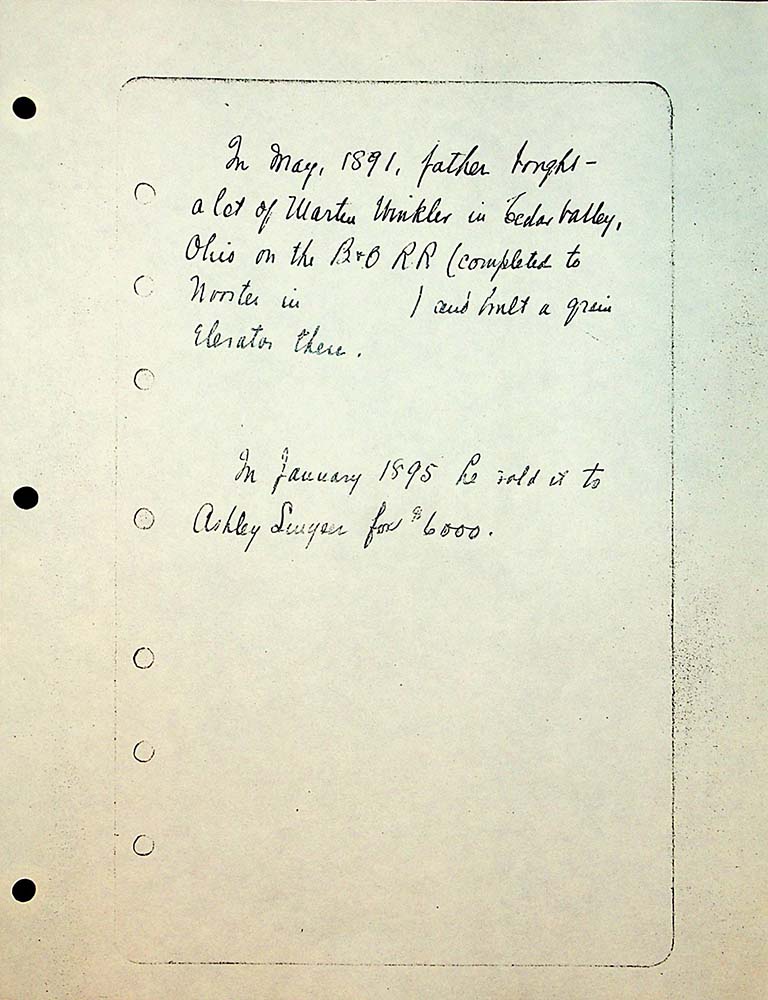 In May, 1891, father bought
a lot of Martin Winkler in Cedar Valley,
Ohio on the B+O RR (completed to
Wooster in ) and built a grain
Elevator there.
In January 1895 he sold it to
Ashley for $6000.